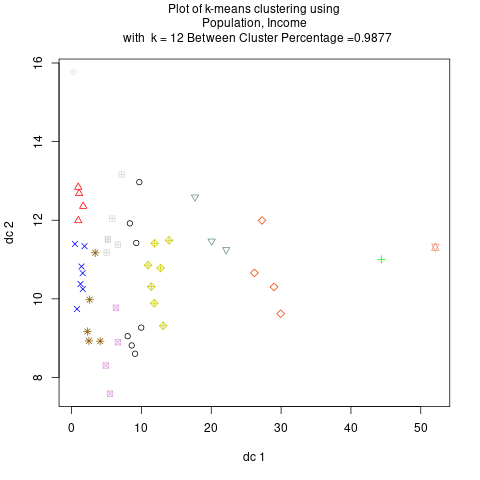 Plot of k-means clustering using
Population, Income
with  k = 12 Between Cluster Percentage =0.9877
16
14
12
10
8
dc 2
0
10
20
30
40
50
dc 1